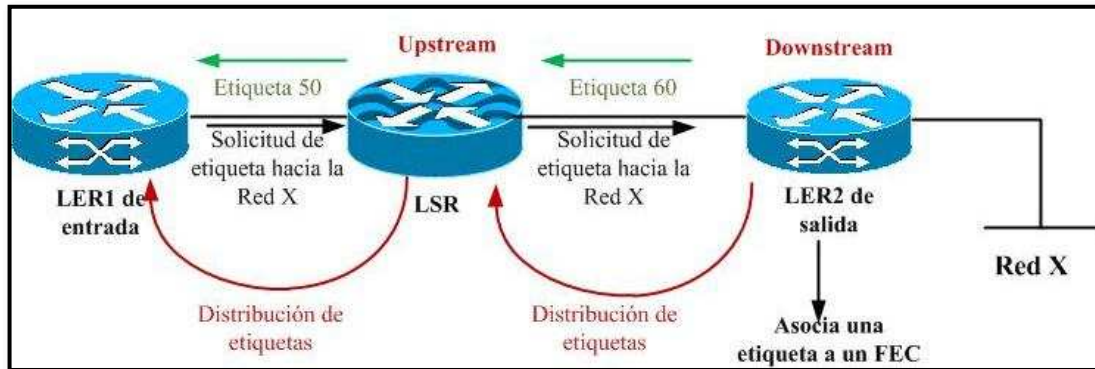 Upstream
Downstream
Etiqueta 50
Etiqueta 60
Solicitud de
etiqueta hacia la
Red X
Solicitud de
etiqueta hacia la
Red X
LER1 de
entrada
LSR
LER2 de
salida
Red X
Distribución de
etiquetas
Distribución de
etiquetas
Asocia una
etiqueta a un FEC